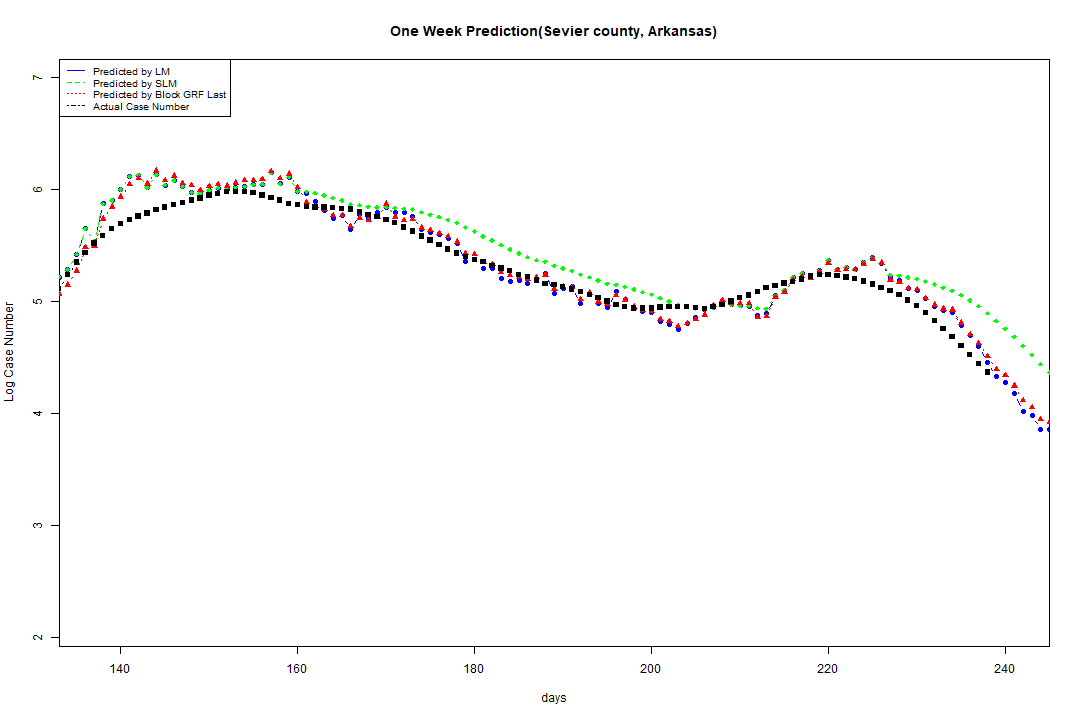 One Week Prediction(Sevier county, Arkansas)
Predicted by LM
Predicted by SLM
Predicted by Block GRF Last
Actual Case Number
7
6
5
4
3
2
Log Case Number
140 160 180 200 220 240
days